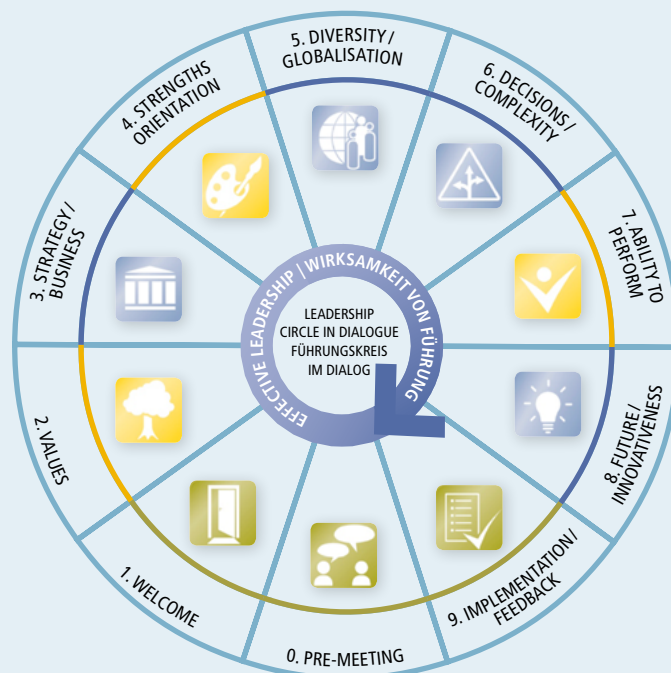 5. DIVERSITY/
GLOBALISATION
6. DECISIONS/
COMPLEXITY
7. ABILITY TO
PERFORM
8. FUTURE/
INNOVATIVENESS
9. IMPLEMENTATION/
FEEDBACK
0. PRE-MEETING
1. WELCOME
2. VALUES
3. STRATEGY/
BUSINESS
4. STRENGTHS
ORIENTATION
EFFECTIVE LEADERSHIP | WIRKSAMKEIT VON FÜHRUNG
LEADERSHIP
CIRCLE IN DIALOGUE
FÜHRUNGSKREIS
IM DIALOG